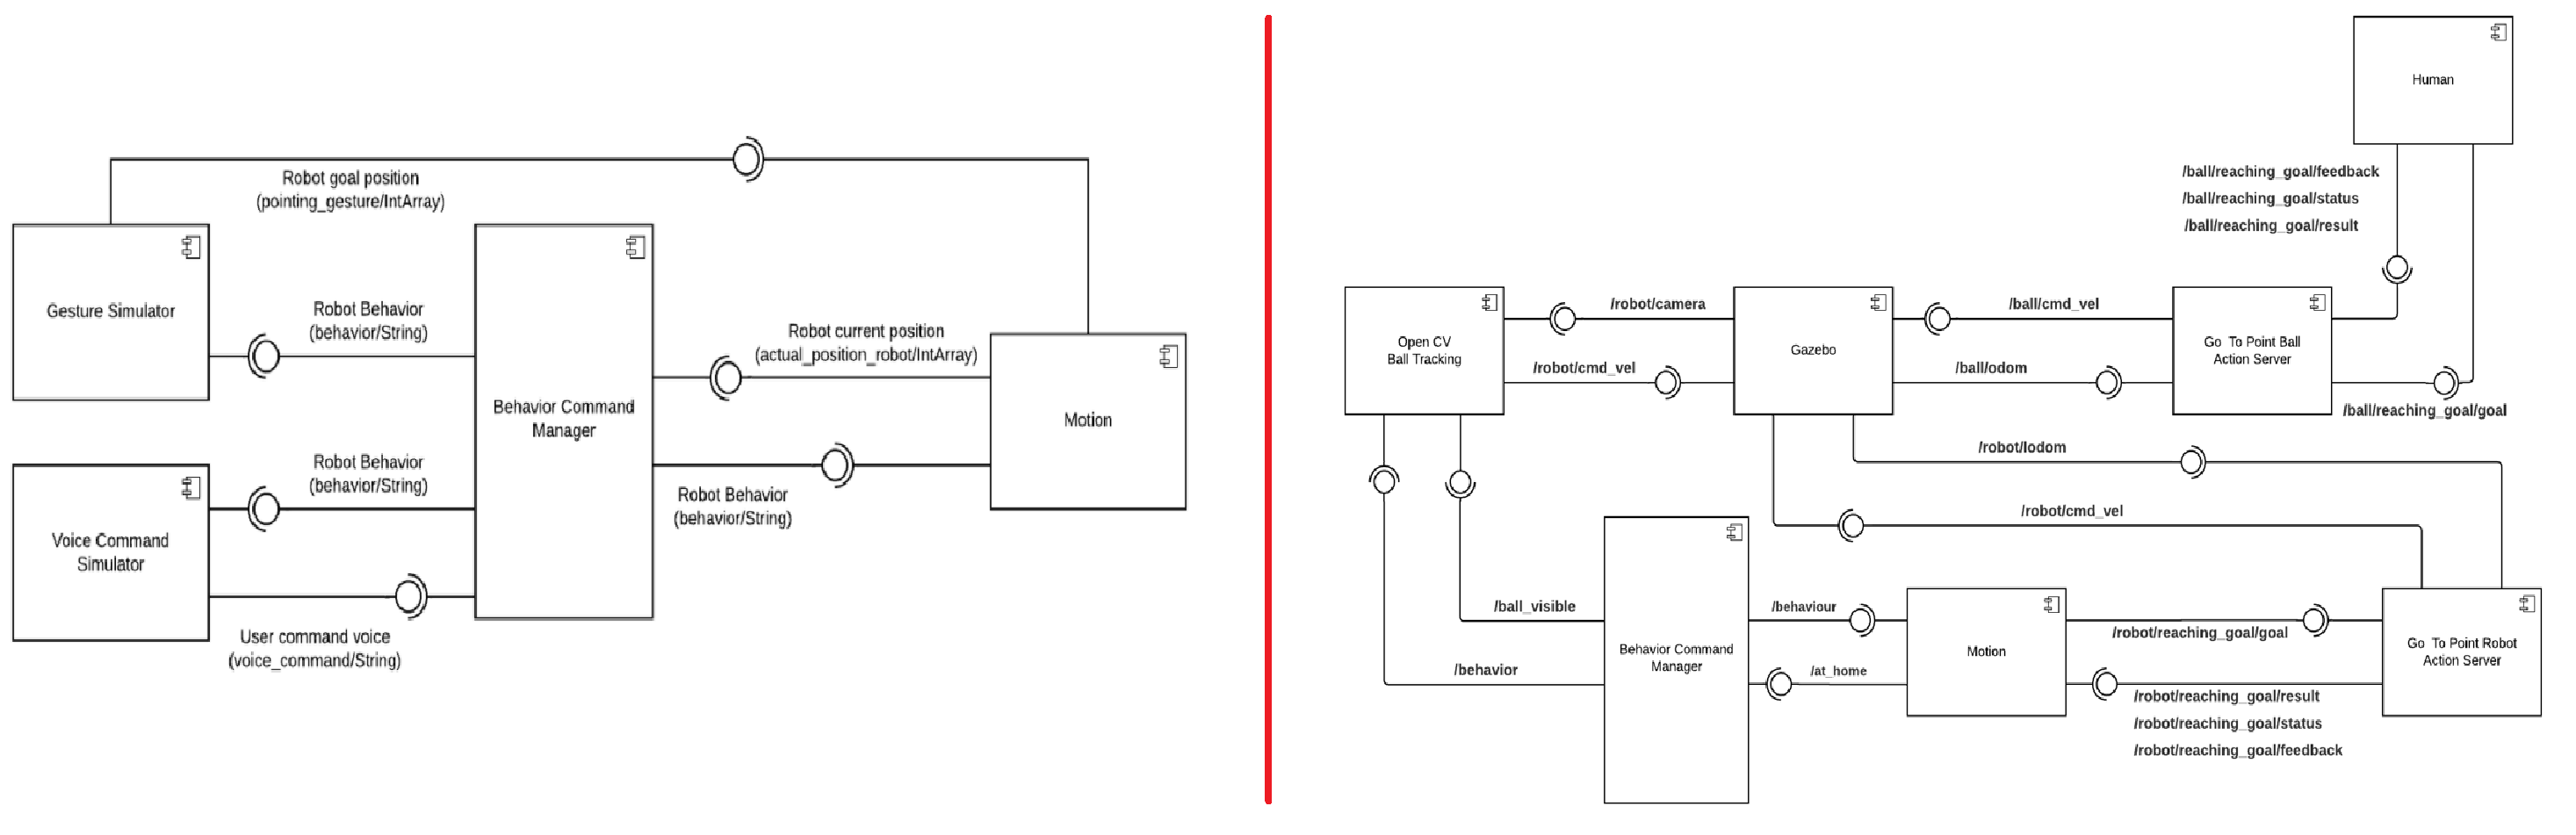 Robot goal position
(pointing_gesture/IntArray)
Gesture Simulator
Robot Behavior
(behavior/String)
Robot current position
(actual_position_robot/IntArray)
Behavior Command
Manager
Motion
Robot Behavior
(behavior/String)
Robot Behavior
(behavior/String)
Voice Command
Simulator
User command voice
(voice_command/String)
Human
/ball/reaching_goal/feedback
/ball/reaching_goal/status
/ball/reaching_goal/result
Open CV
Ball Tracking
/robot/camera
/robot/cmd_vel
Gazebo
/ball/cmd_vel
/ball/odom
Go To Point Ball
Action Server
/ball/reaching_goal/goal
/robot/lodom
/robot/cmd_vel
/ball_visible
/behavior
Behavior Command
Manager
/behaviour
/at_home
Motion
/robot/reaching_goal/goal
Go To Point Robot
Action Server
/robot/reaching_goal/result
/robot/reaching_goal/status
/robot/reaching_goal/feedback